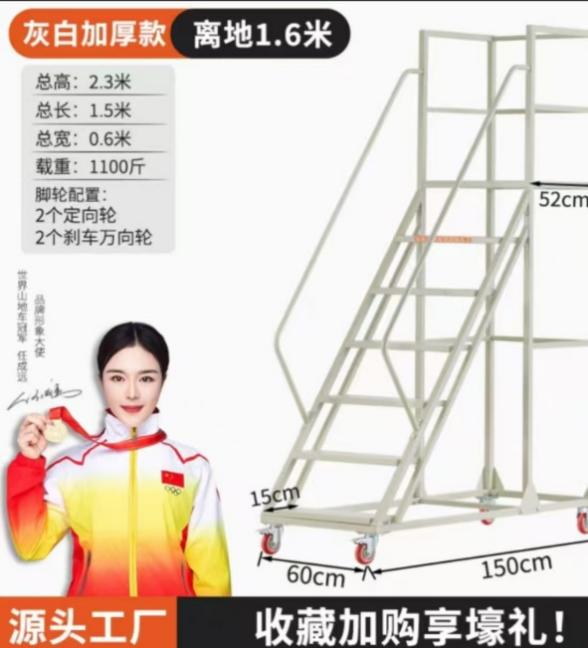 灰白加厚款
离地1.6米
总高：2.3米
总长：1.5米
总宽：0.6米
载重：1100斤
脚轮配置：
2个定向轮
2个刹车万向轮
52cm
品牌形象大使
世界山地车冠军 任成远
15cm
60cm
150cm
源头工厂
收藏加购享壕礼！